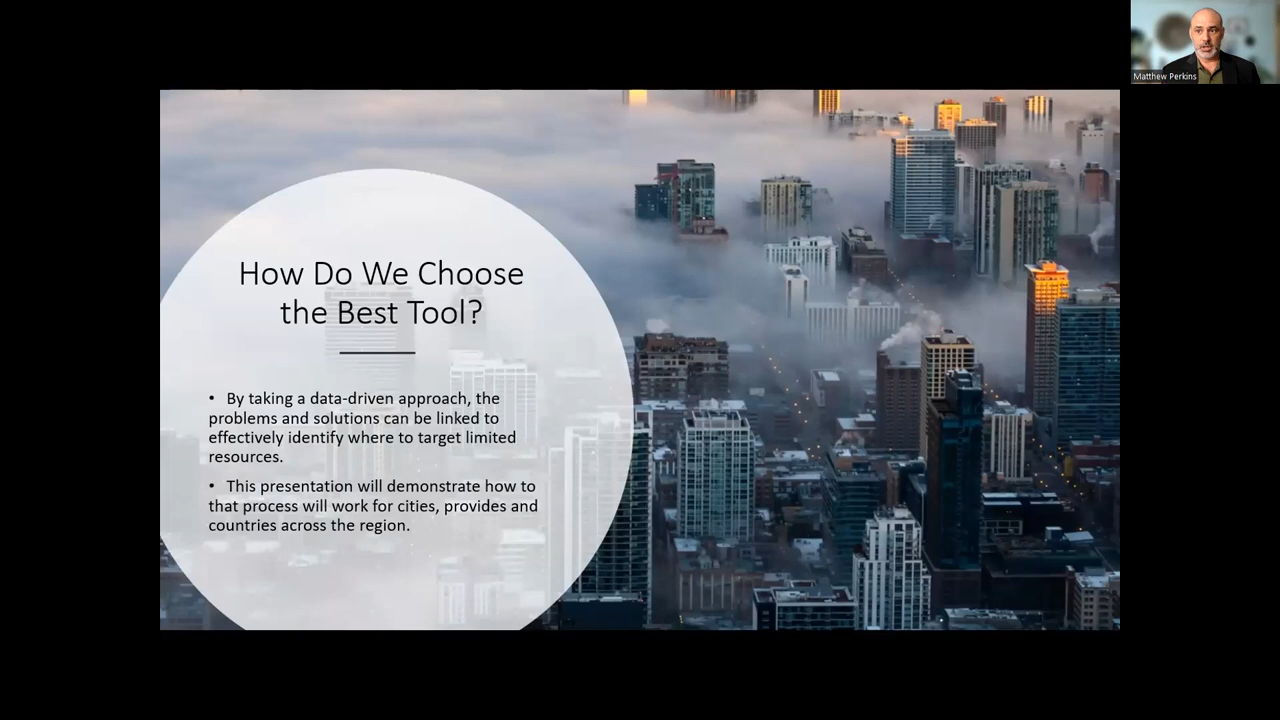 Matthew Perkins
How Do We Choose
the Best Tool?
• By taking a data-driven approach, the
problems and solutions can be linked to
effectively identify where to target limited
resources.
• This presentation will demonstrate how to
that process will work for cities, provides and
countries across the region.